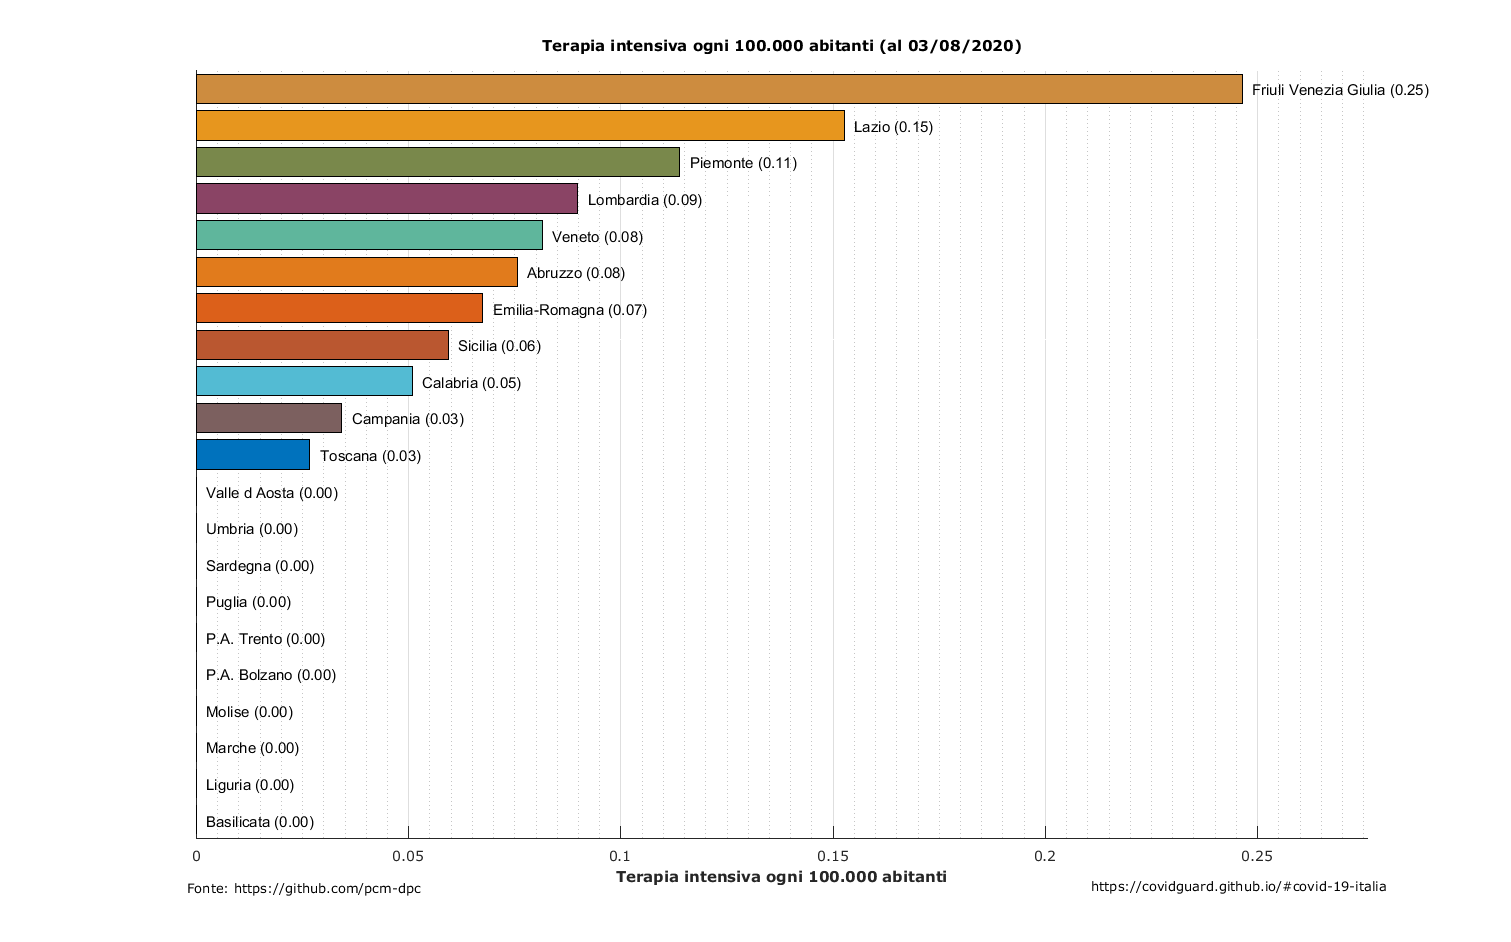 Terapia intensiva ogni 100.000 abitanti (al 03/08/2020)
Friuli Venezia Giulia (0.25)
Lazio (0.15)
Piemonte (0.11)
Lombardia (0.09)
Veneto (0.08)
Abruzzo (0.08)
Emilia-Romagna (0.07)
Sicilia (0.06)
Calabria (0.05)
Campania (0.03)
Toscana (0.03)
Valle d Aosta (0.00)
Umbria (0.00)
Sardegna (0.00)
Puglia (0.00)
P.A. Trento (0.00)
P.A. Bolzano (0.00)
Molise (0.00)
Marche (0.00)
Liguria (0.00)
Basilicata (0.00)
0 0.05 0.1 0.15 0.2 0.25
Terapia intensiva ogni 100.000 abitanti
Fonte: https://github.com/pcm-dpc
https://covidguard.github.io/#covid-19-italia